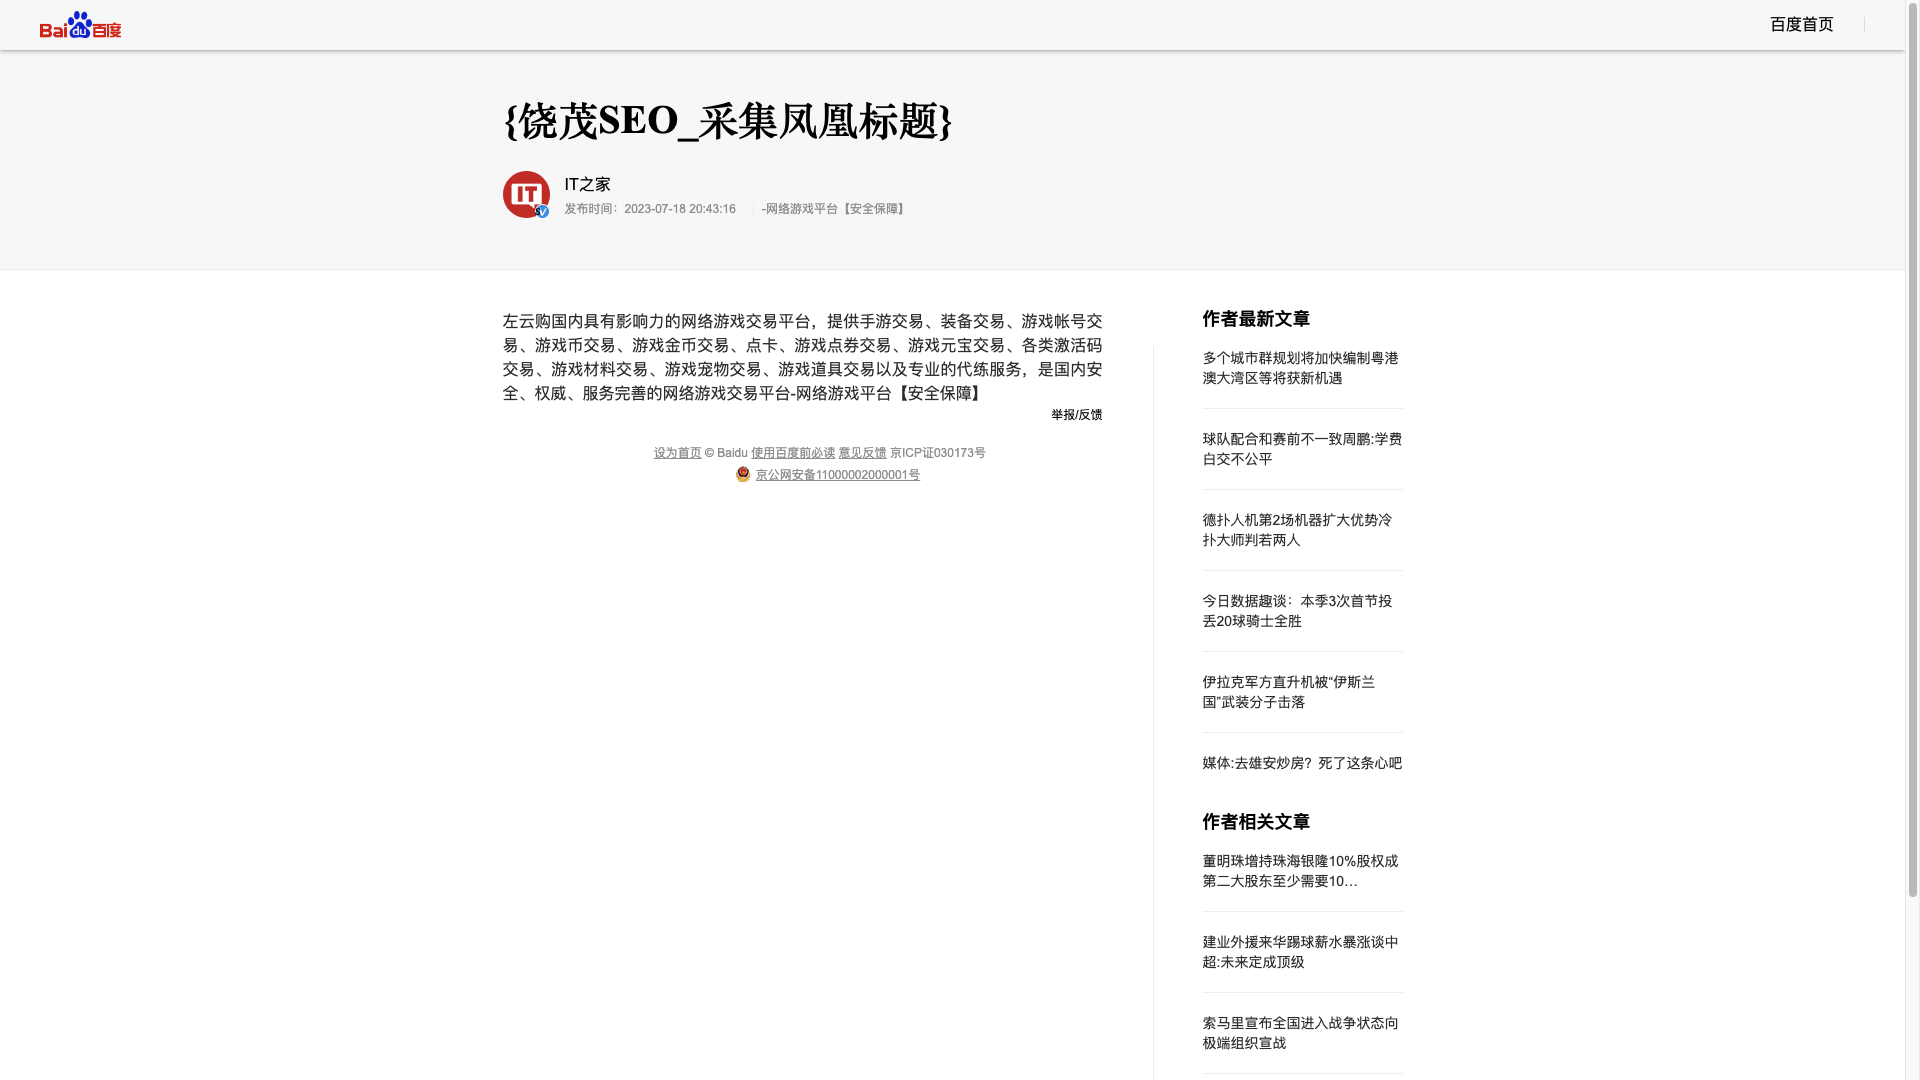 Bai du 百度
百度首页
{饶茂SEO_采集凤凰标题}
IT
IT之家
发布时间：2023-07-18 20:43:16
-网络游戏平台【安全保障】
左云购国内具有影响力的网络游戏交易平台，提供手游交易、装备交易、游戏帐号交
易、游戏币交易、游戏金币交易、点卡、游戏点券交易、游戏元宝交易、各类激活码
交易、游戏材料交易、游戏宠物交易、游戏道具交易以及专业的代练服务，是国内安
全、权威、服务完善的网络游戏交易平台-网络游戏平台【安全保障】
举报/反馈
设为首页 © Baidu 使用百度前必读 意见反馈 京ICP证030173号
京公网安备11000002000001号
作者最新文章
多个城市群规划将加快编制粤港
澳大湾区等将获新机遇
球队配合和赛前不一致周鹏:学费
白交不公平
德扑人机第2场机器扩大优势冷
扑大师判若两人
今日数据趣谈：本季3次首节投
丢20球骑士全胜
伊拉克军方直升机被“伊斯兰
国”武装分子击落
媒体:去雄安炒房？死了这条心吧
作者相关文章
董明珠增持珠海银隆10%股权成
第二大股东至少需要10…
建业外援来华踢球薪水暴涨谈中
超:未来定成顶级
索马里宣布全国进入战争状态向
极端组织宣战